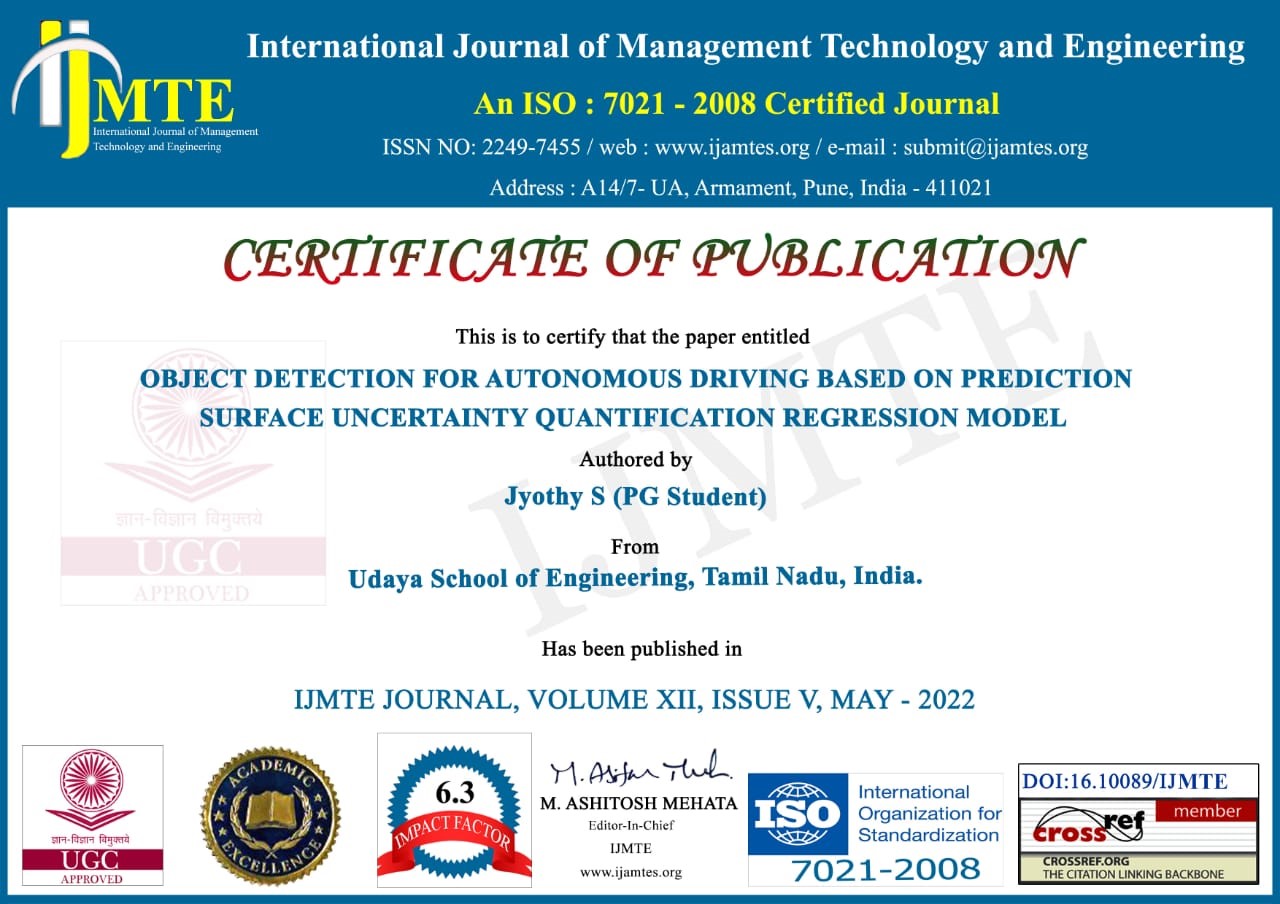 IJMTE
International Journal of Management
Technology and Engineering
International Journal of Management Technology and Engineering
An ISO : 7021 - 2008 Certified Journal
ISSN NO: 2249-7455 / web : www.ijamtes.org / e-mail : submit@ijamtes.org
Address : A14/7- UA, Armament, Pune, India - 411021
CERTIFICATE OF PUBLICATION
This is to certify that the paper entitled
OBJECT DETECTION FOR AUTONOMOUS DRIVING BASED ON PREDICTION
SURFACE UNCERTAINTY QUANTIFICATION REGRESSION MODEL
Authored by
Jyothy S (PG Student)
From
Udaya School of Engineering, Tamil Nadu, India.
Has been published in
IJMTE JOURNAL, VOLUME XII, ISSUE V, MAY - 2022
IJMTE
ज्ञान-विज्ञान विमुक्तये
UGC
APPROVED
ज्ञान-विज्ञान विमुक्तये
UGC
APPROVED
ACADEMIC
EXCELLENCE
6.3
IMPACT FACTOR
M. ASHITOSH MEHATA
Editor-In-Chief
IJMTE
www.ijamtes.org
ISO
International
Organization for
Standardization
7021-2008
DOI:16.10089/IJMTE
crossref
member
CROSSREF.ORG
THE CITATION LINKING BACKBONE